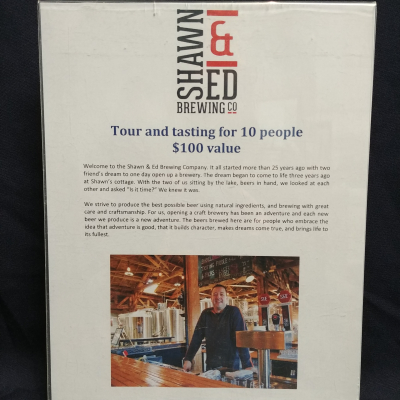 SHAWN
&
ED
BREWING CO
Tour and tasting for 10 people
$100 value
Welcome to the Shawn & Ed Brewing Company. It all started more than 25 years ago with two
friend's dream to one day open up a brewery. The dream began to come to life three years ago
at Shawn's cottage. With the two of us sitting by the lake, beers in hand, we looked at each
other and asked "Is it time?" We knew it was.
We strive to produce the best possible beer using natural ingredients, and brewing with great
care and craftsmanship. For us, opening a craft brewery has been an adventure and each new
beer we produce is a new adventure. The beers brewed here are for people who embrace the
idea that adventure is good, that it builds character, makes dreams come true, and brings life to
its fullest.